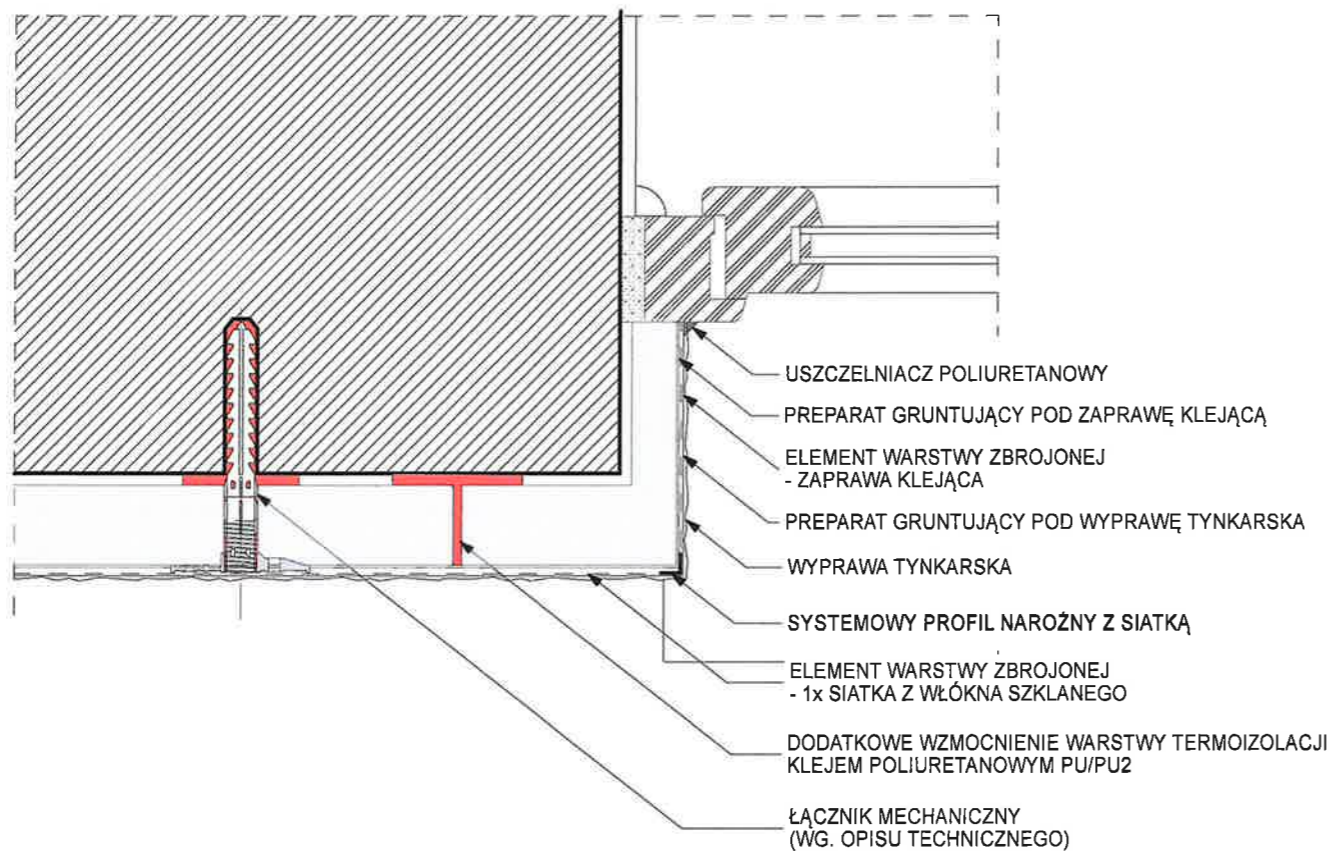 USZCZELNIACZ POLIURETANOWY
PREPARAT GRUNTUJĄCY POD ZAPRAWĘ KLEJĄCĄ
ELEMENT WARSTWY ZBROJONEJ
- ZAPRAWA KLEJĄCA
PREPARAT GRUNTUJĄCY POD WYPRAWĘ TYNKARSKA
WYPRAWA TYNKARSKA
SYSTEMOWY PROFIL NAROŻNY Z SIATKĄ
ELEMENT WARSTWY ZBROJONEJ
- 1x SIATKA Z WŁÓKNA SZKLANEGO
DODATKOWE WZMOCNIENIE WARSTWY TERMOIZOLACJI
KLEJEM POLIURETANOWYM PU/PU2
ŁĄCZNIK MECHANICZNY
(WG. OPISU TECHNICZNEGO)